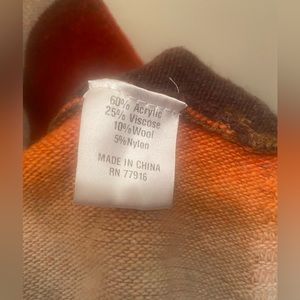 60% Acrylic
25% Viscose
10% Wool
5% Nylon
MADE IN CHINA
RN 77916